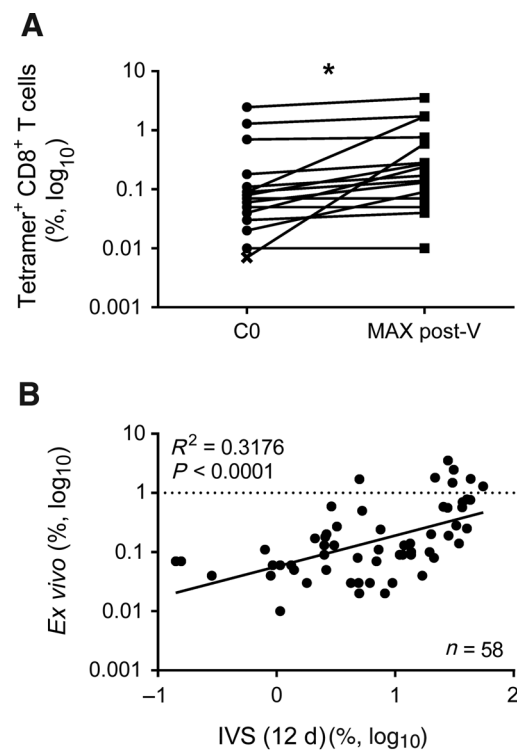 A
*
Tetramer⁺ CD8⁺ T cells
(%, log₁₀)
10
1
0.1
0.01
0.001
C0
MAX post-V
B
R² = 0.3176
P < 0.0001
Ex vivo (%, log₁₀)
10
1
0.1
0.01
0.001
n = 58
−1
0
1
2
IVS (12 d) (%, log₁₀)